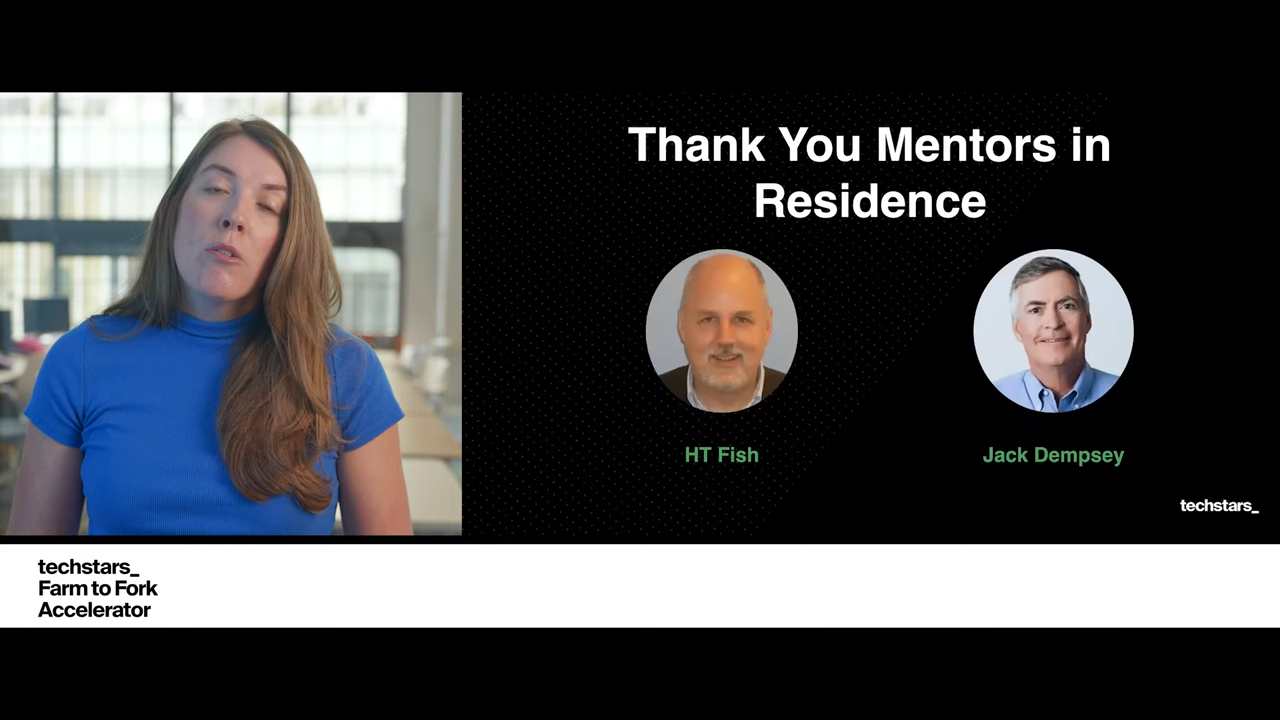 Thank You Mentors in
Residence
HT Fish
Jack Dempsey
techstars_
techstars_
Farm to Fork
Accelerator